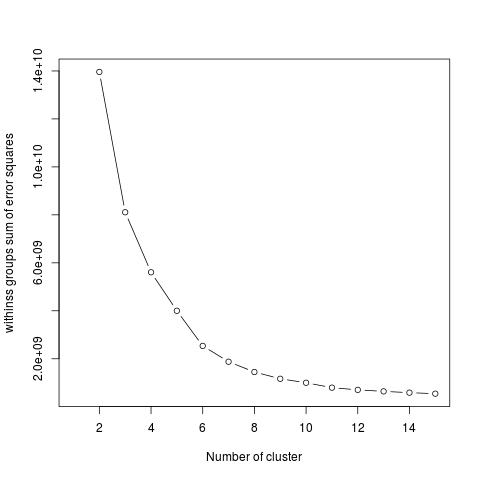 withinss groups sum of error squares
1.4e+10
1.0e+10
6.0e+09
2.0e+09
2 4 6 8 10 12 14
Number of cluster